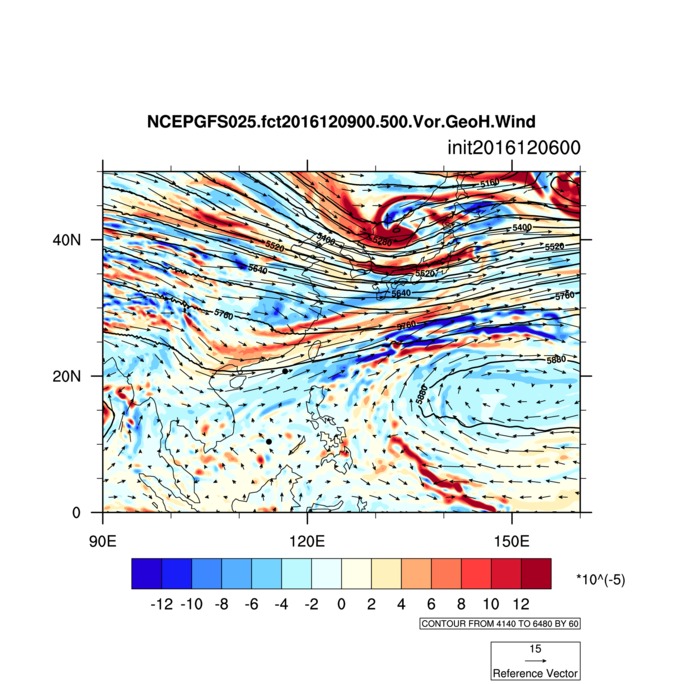 NCEPGFS025.fct2016120900.500.Vor.GeoH.Wind
init2016120600
5160
5400
5400
5280
5520
5520
5520
5640
5640
5760
5760
5760
5880
5880
40N
20N
0
90E 120E 150E
-12 -10 -8 -6 -4 -2 0 2 4 6 8 10 12
*10^(-5)
CONTOUR FROM 4140 TO 6480 BY 60
15
Reference Vector